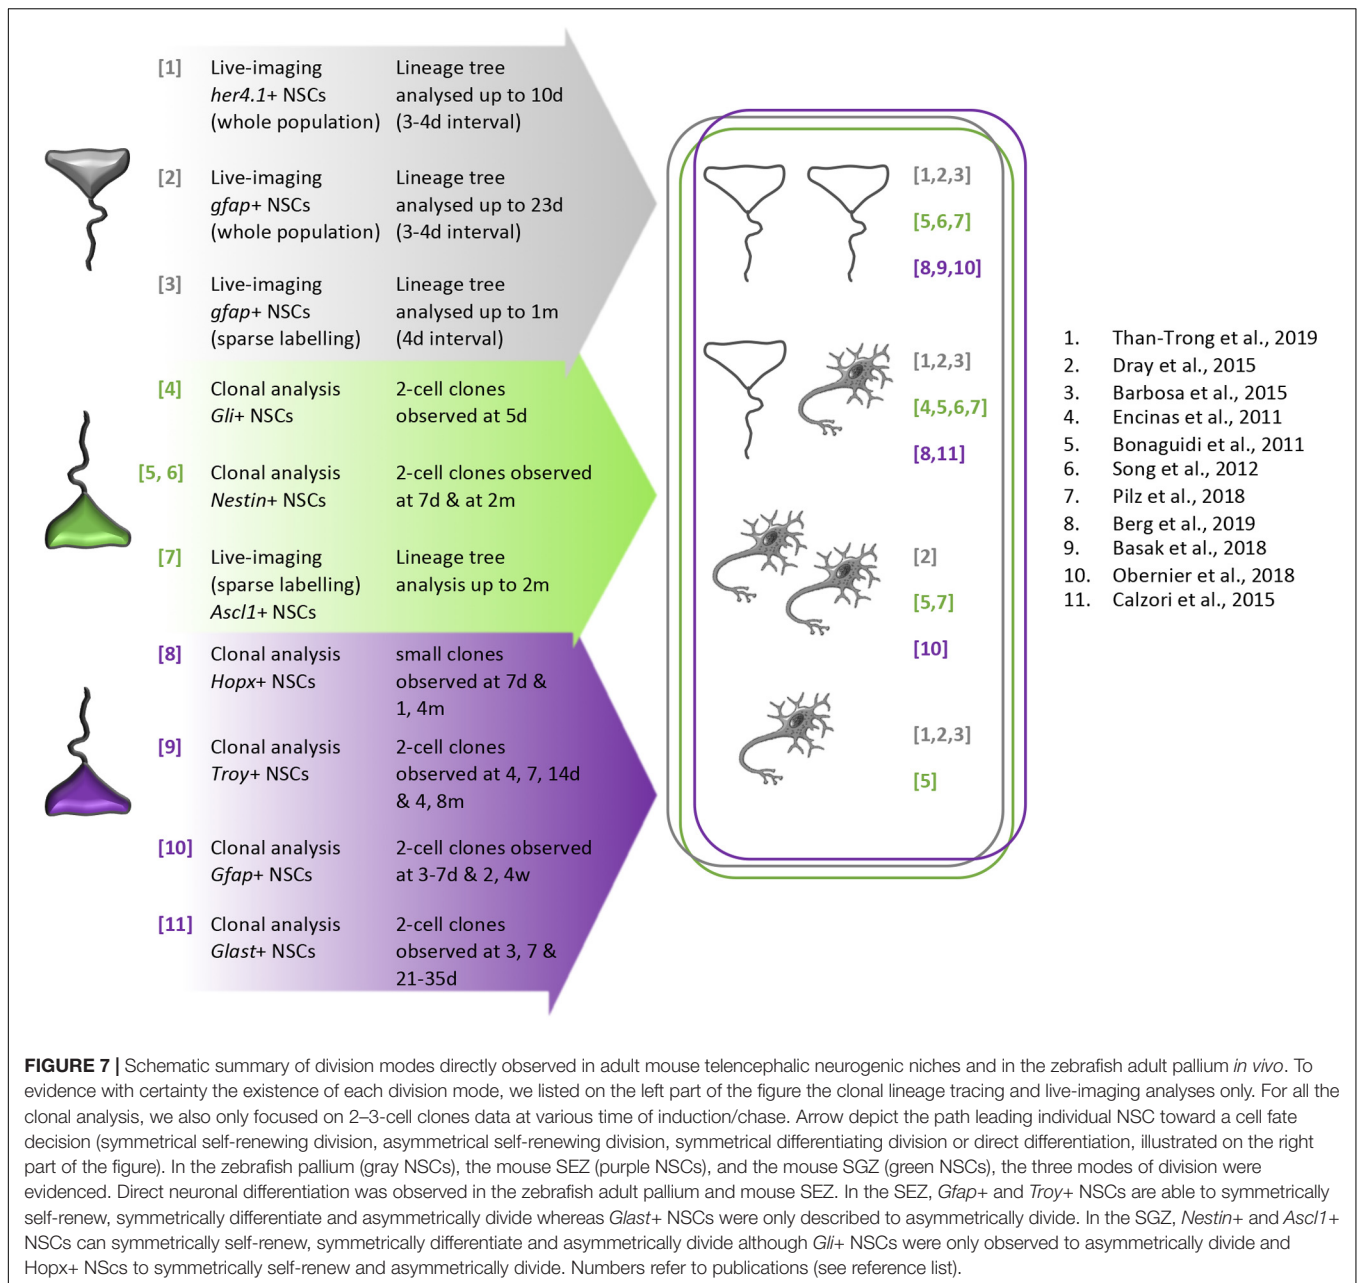 [1] Live-imaging Lineage tree
her4.1+ NSCs analysed up to 10d
(whole population) (3-4d interval)
[2] Live-imaging Lineage tree
gfap+ NSCs analysed up to 23d
(whole population) (3-4d interval)
[3] Live-imaging Lineage tree
gfap+ NSCs analysed up to 1m
(sparse labelling) (4d interval)
[4] Clonal analysis 2-cell clones
Gli+ NSCs observed at 5d
[5, 6] Clonal analysis 2-cell clones observed
Nestin+ NSCs at 7d & at 2m
[7] Live-imaging Lineage tree
(sparse labelling) analysis up to 2m
Ascl1+ NSCs
[8] Clonal analysis small clones
Hopx+ NSCs observed at 7d &
1, 4m
[9] Clonal analysis 2-cell clones
Troy+ NSCs observed at 4, 7, 14d
& 4, 8m
[10] Clonal analysis 2-cell clones observed
Gfap+ NSCs at 3-7d & 2, 4w
[11] Clonal analysis 2-cell clones
Glast+ NSCs observed at 3, 7 &
21-35d
[1,2,3]
[5,6,7]
[8,9,10]
[1,2,3]
[4,5,6,7]
[8,11]
[2]
[5,7]
[10]
[1,2,3]
[5]
1. Than-Trong et al., 2019
2. Dray et al., 2015
3. Barbosa et al., 2015
4. Encinas et al., 2011
5. Bonaguidi et al., 2011
6. Song et al., 2012
7. Pilz et al., 2018
8. Berg et al., 2019
9. Basak et al., 2018
10. Obernier et al., 2018
11. Calzori et al., 2015
FIGURE 7 | Schematic summary of division modes directly observed in adult mouse telencephalic neurogenic niches and in the zebrafish adult pallium in vivo. To
evidence with certainty the existence of each division mode, we listed on the left part of the figure the clonal lineage tracing and live-imaging analyses only. For all the
clonal analysis, we also only focused on 2–3-cell clones data at various time of induction/chase. Arrow depict the path leading individual NSC toward a cell fate
decision (symmetrical self-renewing division, asymmetrical self-renewing division, symmetrical differentiating division or direct differentiation, illustrated on the right
part of the figure). In the zebrafish pallium (gray NSCs), the mouse SEZ (purple NSCs), and the mouse SGZ (green NSCs), the three modes of division were
evidenced. Direct neuronal differentiation was observed in the zebrafish adult pallium and mouse SEZ. In the SEZ, Gfap+ and Troy+ NSCs are able to symmetrically
self-renew, symmetrically differentiate and asymmetrically divide whereas Glast+ NSCs were only described to asymmetrically divide. In the SGZ, Nestin+ and Ascl1+
NSCs can symmetrically self-renew, symmetrically differentiate and asymmetrically divide although Gli+ NSCs were only observed to asymmetrically divide and
Hopx+ NScs to symmetrically self-renew and asymmetrically divide. Numbers refer to publications (see reference list).